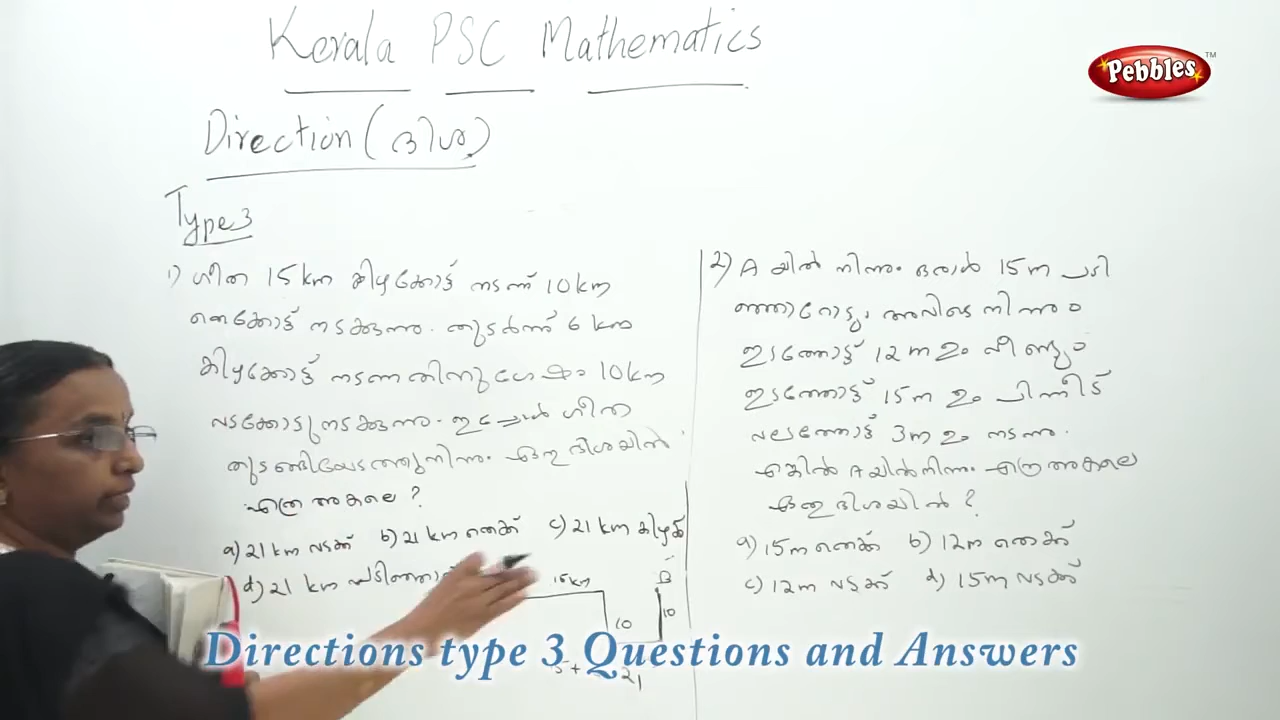 Kerala PSC Mathematics
Pebbles
TM
Direction (ദിശ)
Type 3
1) ഗീത 15 km കിഴക്കോട്ട് നടന്ന് 10 km
തെക്കോട്ട് നടക്കുന്നു. തുടർന്ന് 6 km
കിഴക്കോട്ട് നടന്നതിനുശേഷം 10 km
വടക്കോട്ടു നടക്കുന്നു. ഇപ്പോൾ ഗീത
തുടങ്ങിയേടത്തുനിന്നും ഏതു ദിശയിൽ
എത്ര അകലെ ?
a) 21 km വടക്ക് b) 21 km തെക്ക് c) 21 km കിഴക്ക്
d) 21 km
15 km
B
10
10
21
2) A യിൽ നിന്നും ഒരാൾ 15 m പടി
ഞ്ഞാറോട്ടും അവിടെ നിന്നും
ഇടത്തോട്ട് 12 m ഉം വീണ്ടും
ഇടത്തോട്ട് 15 m ഉം പിന്നീട്
വലത്തോട്ട് 3 m ഉം നടന്നു.
എങ്കിൽ A യിൽ നിന്നും എത്ര അകലെ
ഏതു ദിശയിൽ ?
a) 15 m തെക്ക് b) 12 m തെക്ക്
c) 12 m വടക്ക് d) 15 m വടക്ക്
Directions type 3 Questions and Answers